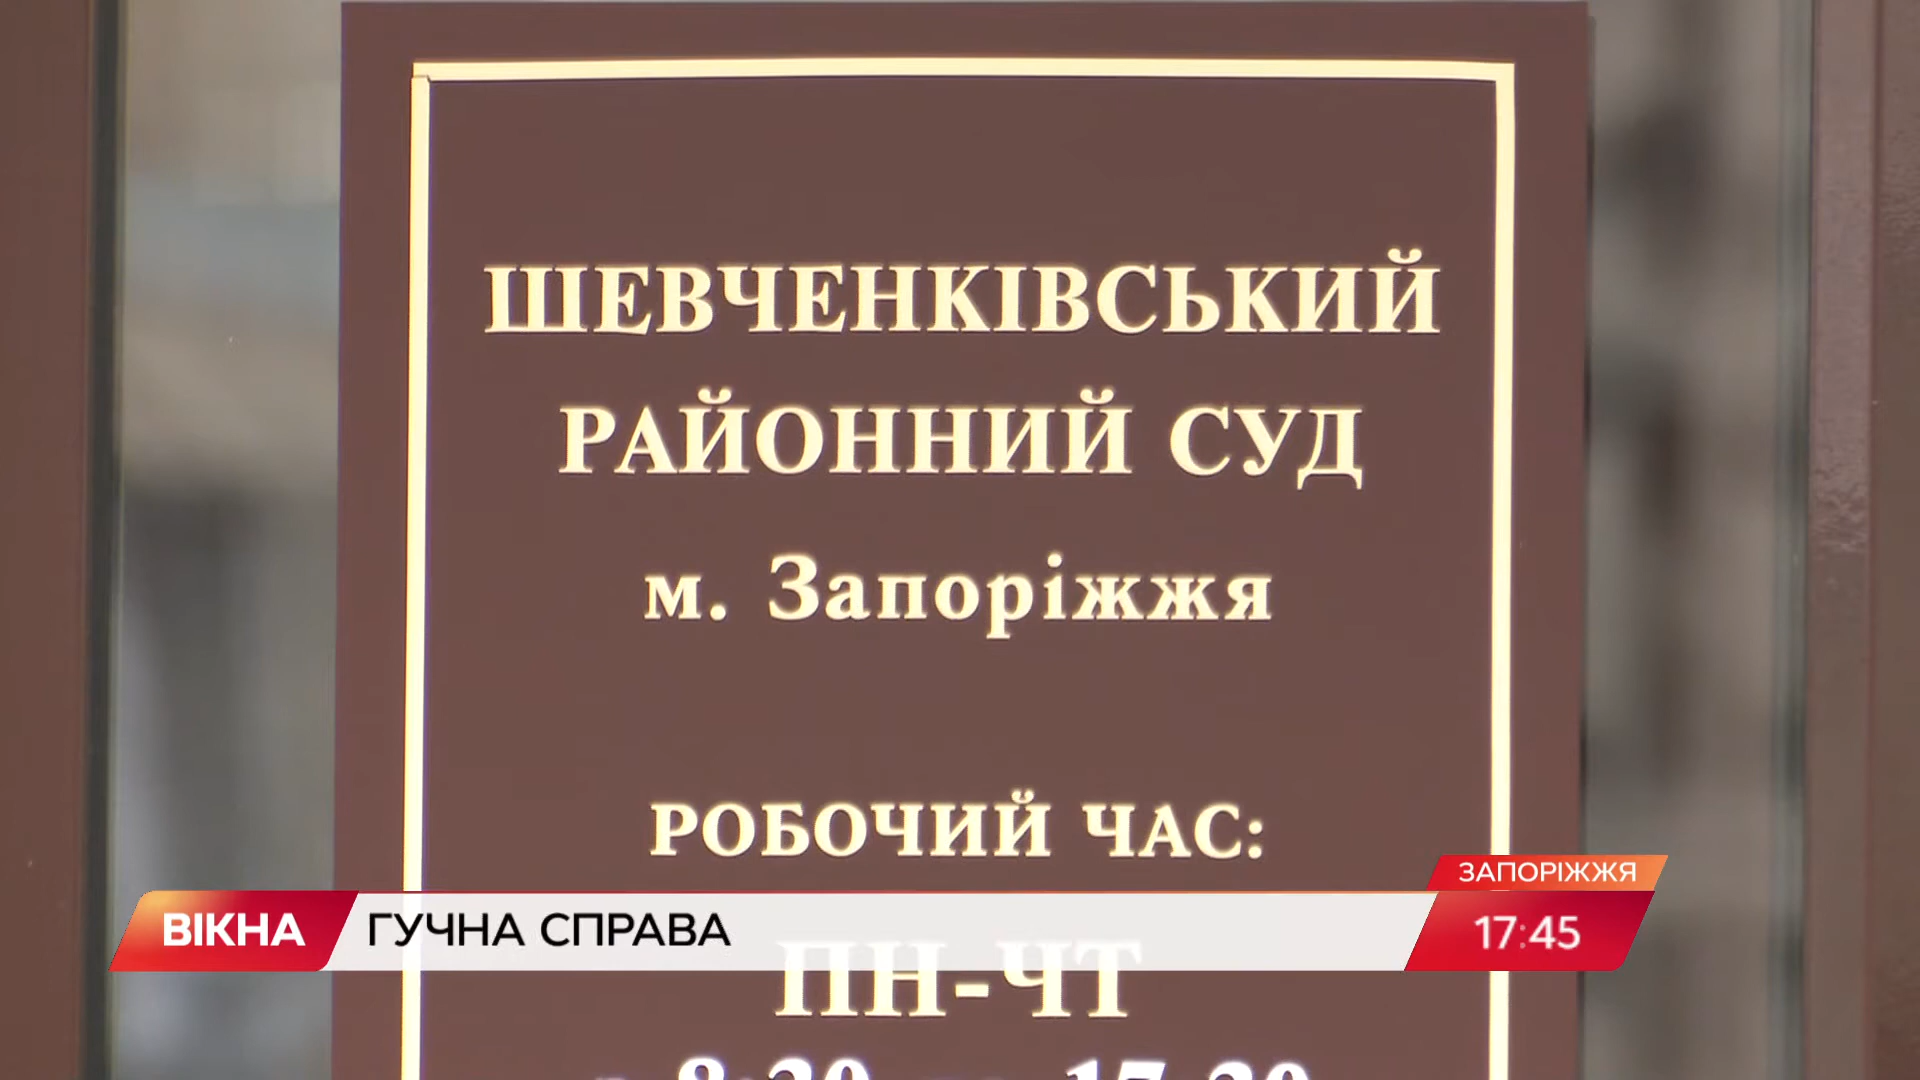 ШЕВЧЕНКІВСЬКИЙ
РАЙОННИЙ СУД
м. Запоріжжя
РОБОЧИЙ ЧАС:
ЗАПОРІЖЖЯ
ВІКНА ГУЧНА СПРАВА 17:45
ПН-ЧТ